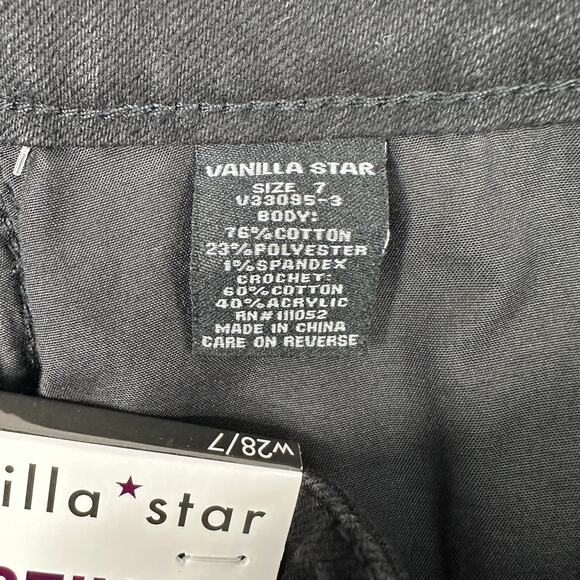 VANILLA STAR
SIZE 7
V33095-3
BODY:
76% COTTON
23% POLYESTER
1% SPANDEX
CROCHET:
60% COTTON
40% ACRYLIC
RN# 111052
MADE IN CHINA
CARE ON REVERSE
w28/7
illa★star